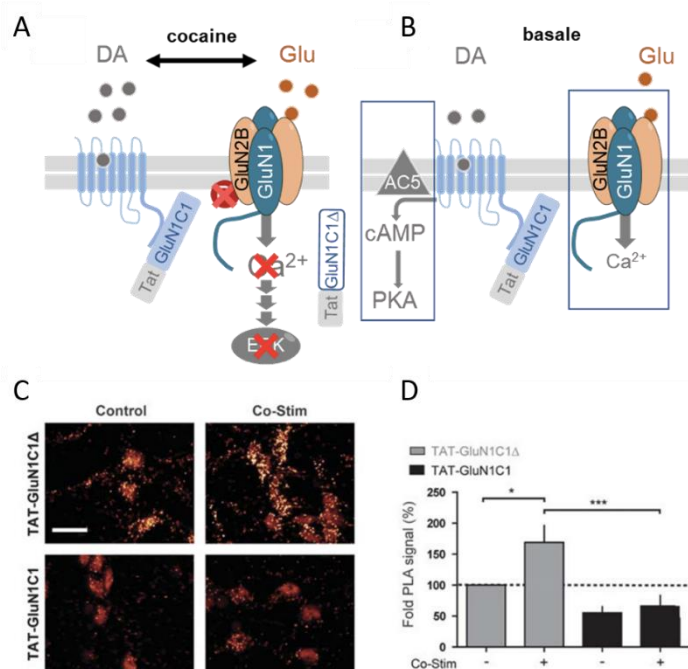 A
cocaine
DA
Glu
GluN2B
GluN1
GluN1C1
Tat
Ca²⁺
GluN1C1Δ
Tat
B
basale
DA
Glu
AC5
cAMP
PKA
GluN1C1
Tat
GluN2B
GluN1
Ca²⁺
C
Control
Co-Stim
TAT-GluN1C1Δ
TAT-GluN1C1
D
TAT-GluN1C1Δ
TAT-GluN1C1
*
***
Fold PLA signal (%)
250
200
150
100
50
0
Co-Stim
-
+
-
+